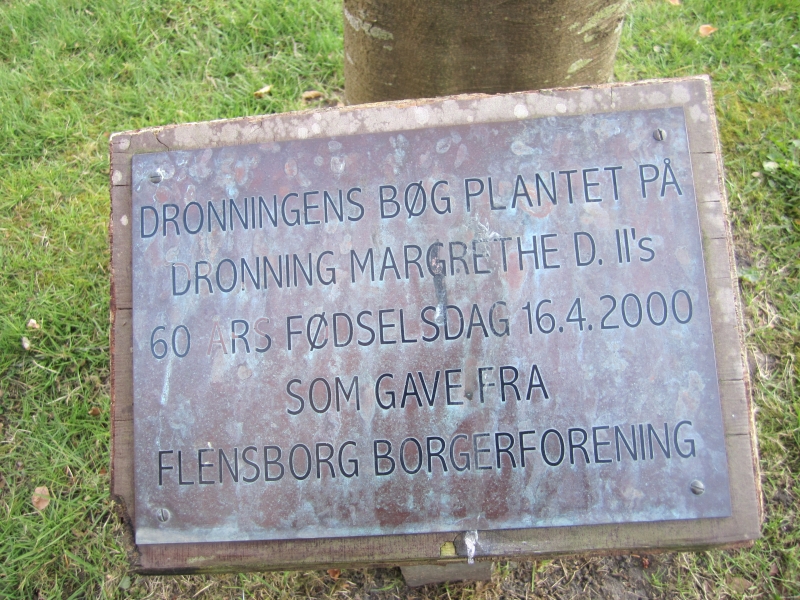 DRONNINGENS BØG PLANTET PÅ
DRONNING MARGRETHE D. II's
60 ÅRS FØDSELSDAG 16.4.2000
SOM GAVE FRA
FLENSBORG BORGERFORENING